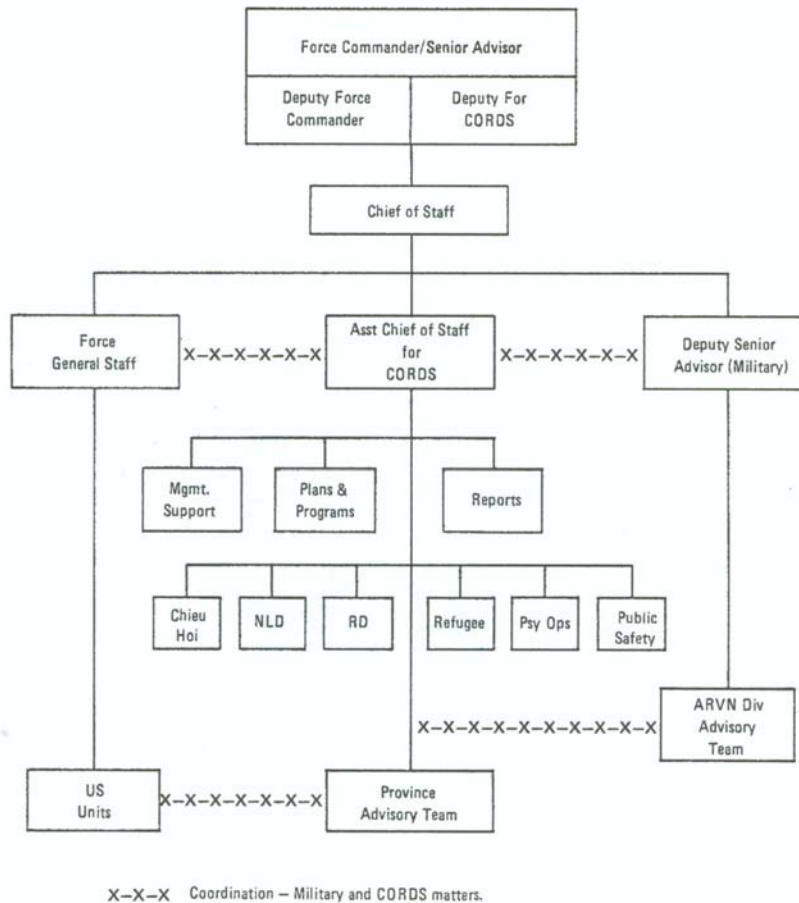 Force Commander/Senior Advisor
Deputy Force
Commander
Deputy For
CORDS
Chief of Staff
Force
General Staff
X-X-X-X-X-X
Asst Chief of Staff
for
CORDS
X-X-X-X-X-X
Deputy Senior
Advisor (Military)
Mgmt.
Support
Plans &
Programs
Reports
Chieu
Hoi
NLD
RD
Refugee
Psy Ops
Public
Safety
X-X-X-X-X-X-X-X-X-X
ARVN Div
Advisory
Team
US
Units
X-X-X-X-X-X-X
Province
Advisory Team
X-X-X Coordination — Military and CORDS matters.